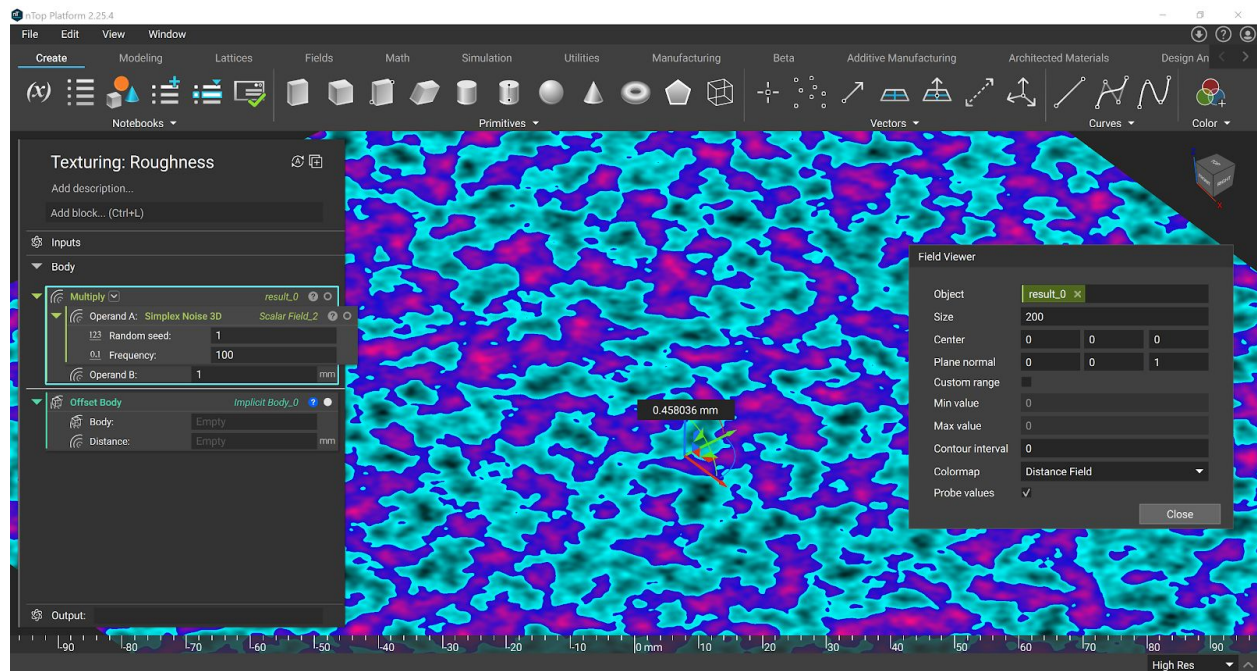 nTop Platform 2.25.4
File Edit View Window
Create Modeling Lattices Fields Math Simulation Utilities Manufacturing Beta Additive Manufacturing Architected Materials Design An
Notebooks Primitives Vectors Curves Color
Texturing: Roughness
Add description...
Add block... (Ctrl+L)
Inputs
Body
Multiply result_0
Operand A: Simplex Noise 3D Scalar Field_2
123 Random seed: 1
0.1 Frequency: 100
Operand B: 1 mm
Offset Body Implicit Body_0
Body: Empty
Distance: Empty mm
Output:
0.458036 mm
TOP
FRONT RIGHT
X
Field Viewer
Object result_0
Size 200
Center 0 0 0
Plane normal 0 0 1
Custom range
Min value 0
Max value 0
Contour interval 0
Colormap Distance Field
Probe values
Close
-90 -80 -70 -60 -50 -40 -30 -20 -10 0 mm 10 20 30 40 50 60 70 80 90
High Res